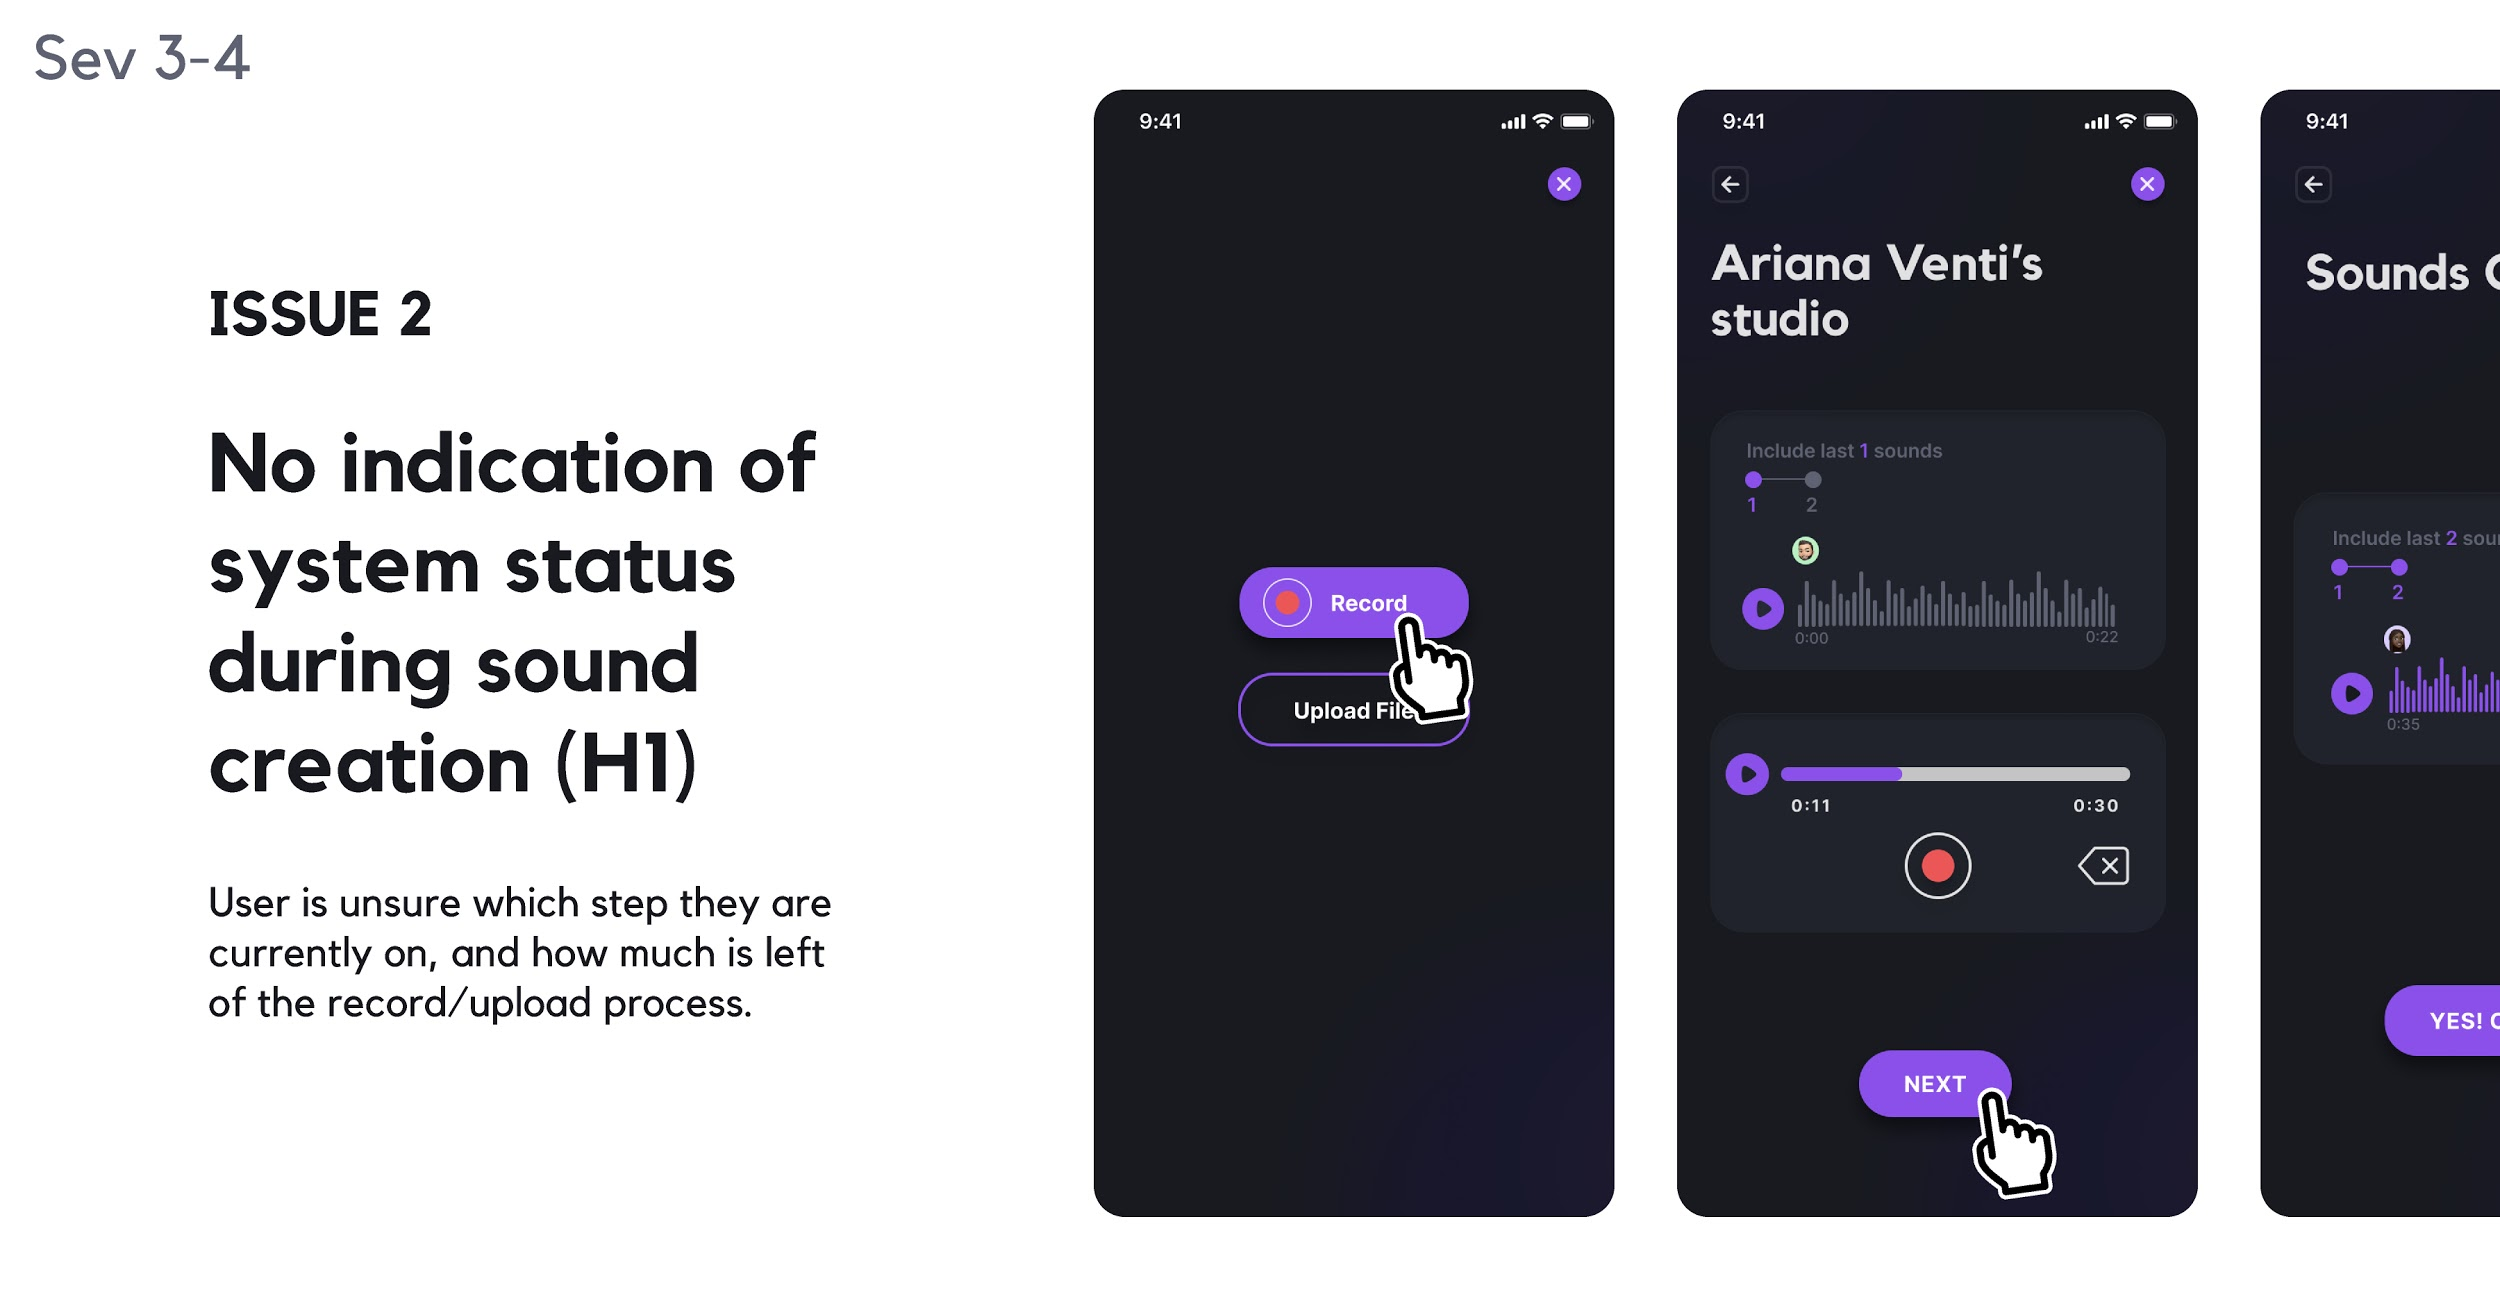 Sev 3-4
ISSUE 2
No indication of
system status
during sound
creation (H1)
User is unsure which step they are
currently on, and how much is left
of the record/upload process.
9:41
Record
Upload File
9:41
Ariana Venti's
studio
Include last 1 sounds
1 2
0:00 0:22
0:11 0:30
NEXT
9:41
Sounds
Include last 2
1 2
0:35
YES!